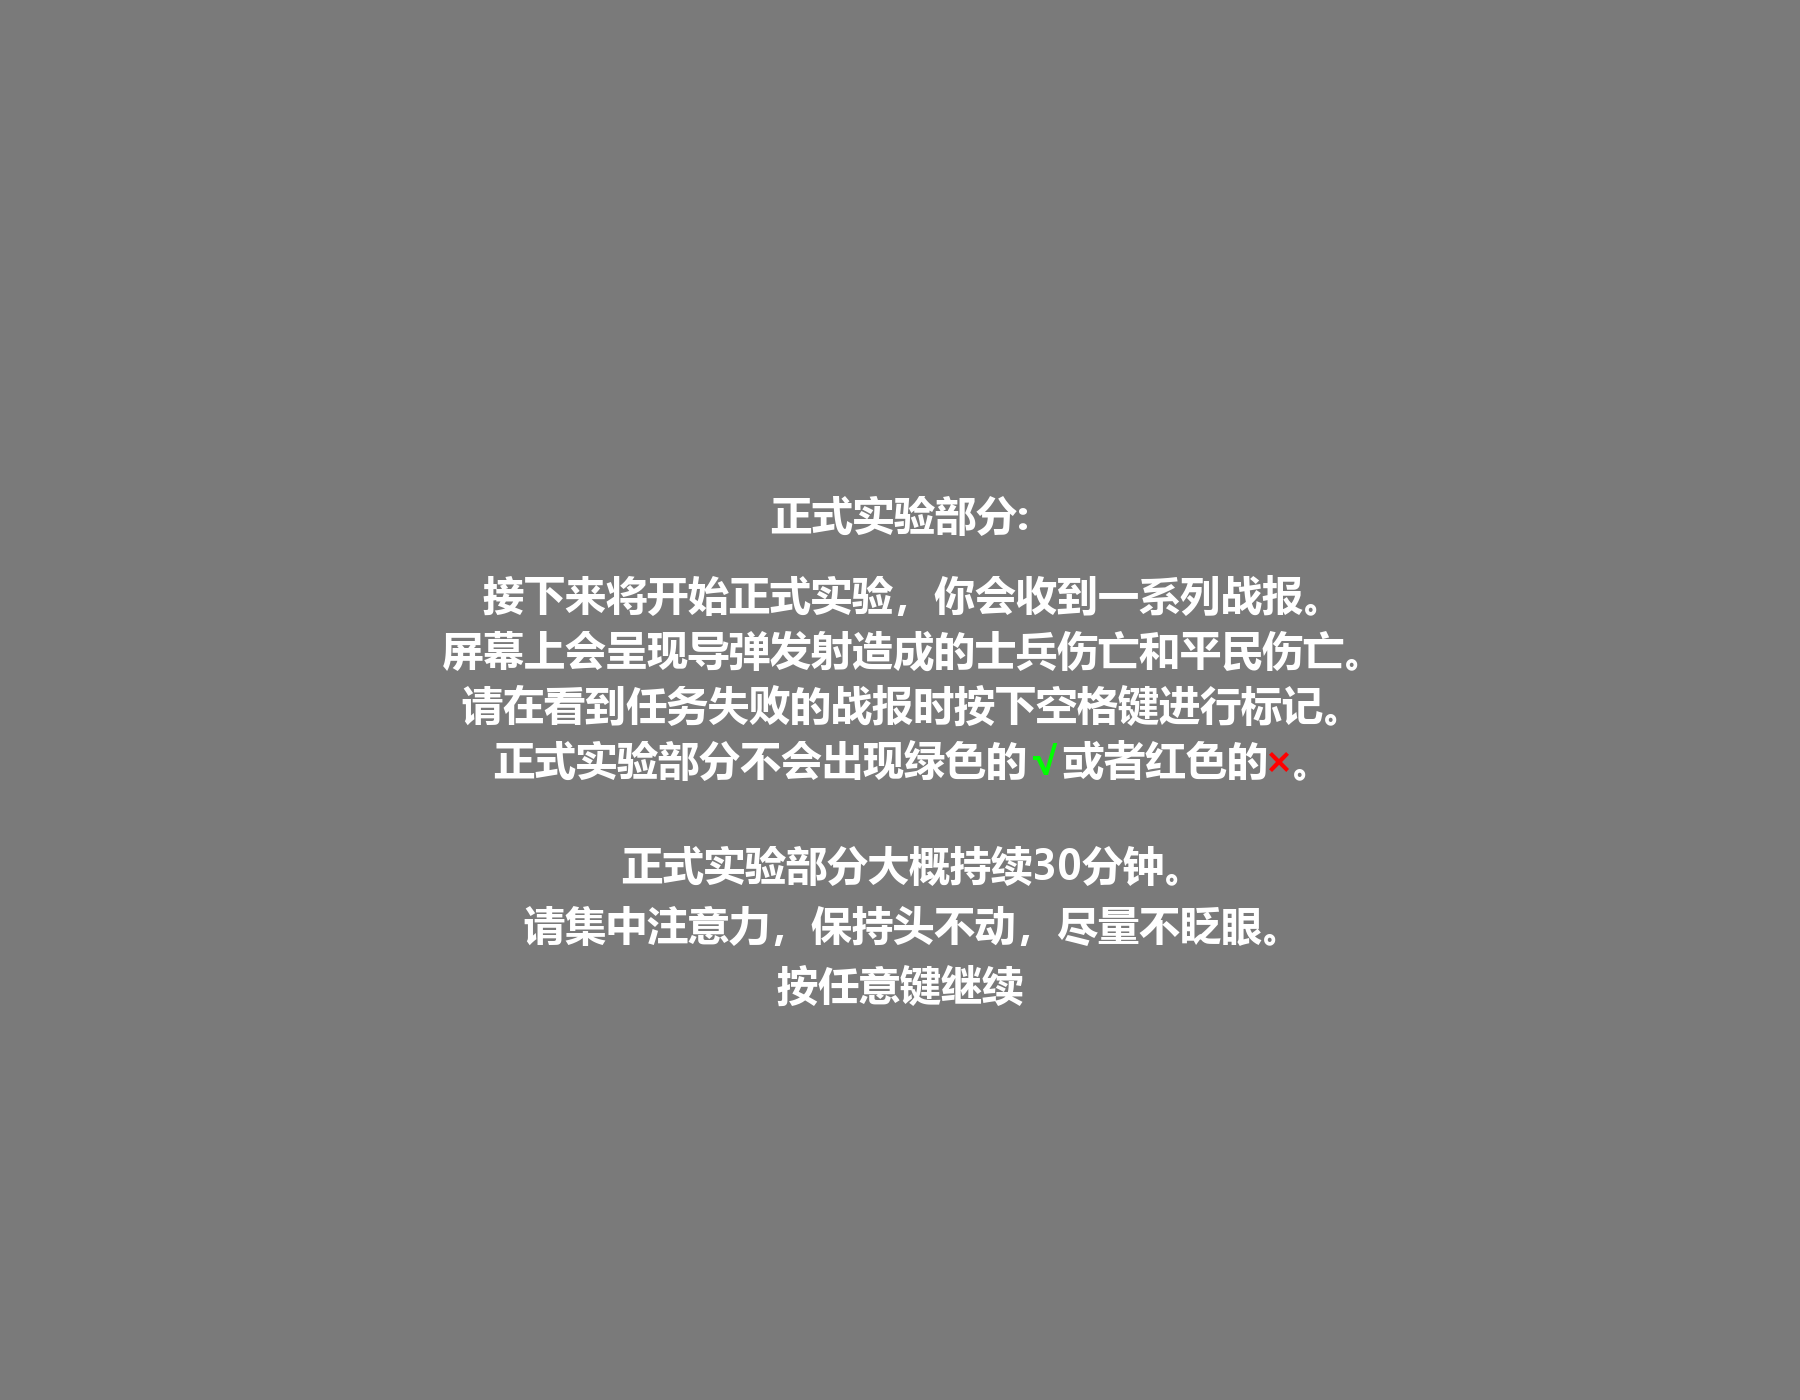 正式实验部分:
接下来将开始正式实验，你会收到一系列战报。
屏幕上会呈现导弹发射造成的士兵伤亡和平民伤亡。
请在看到任务失败的战报时按下空格键进行标记。
正式实验部分不会出现绿色的√或者红色的×。
正式实验部分大概持续30分钟。
请集中注意力，保持头不动，尽量不眨眼。
按任意键继续